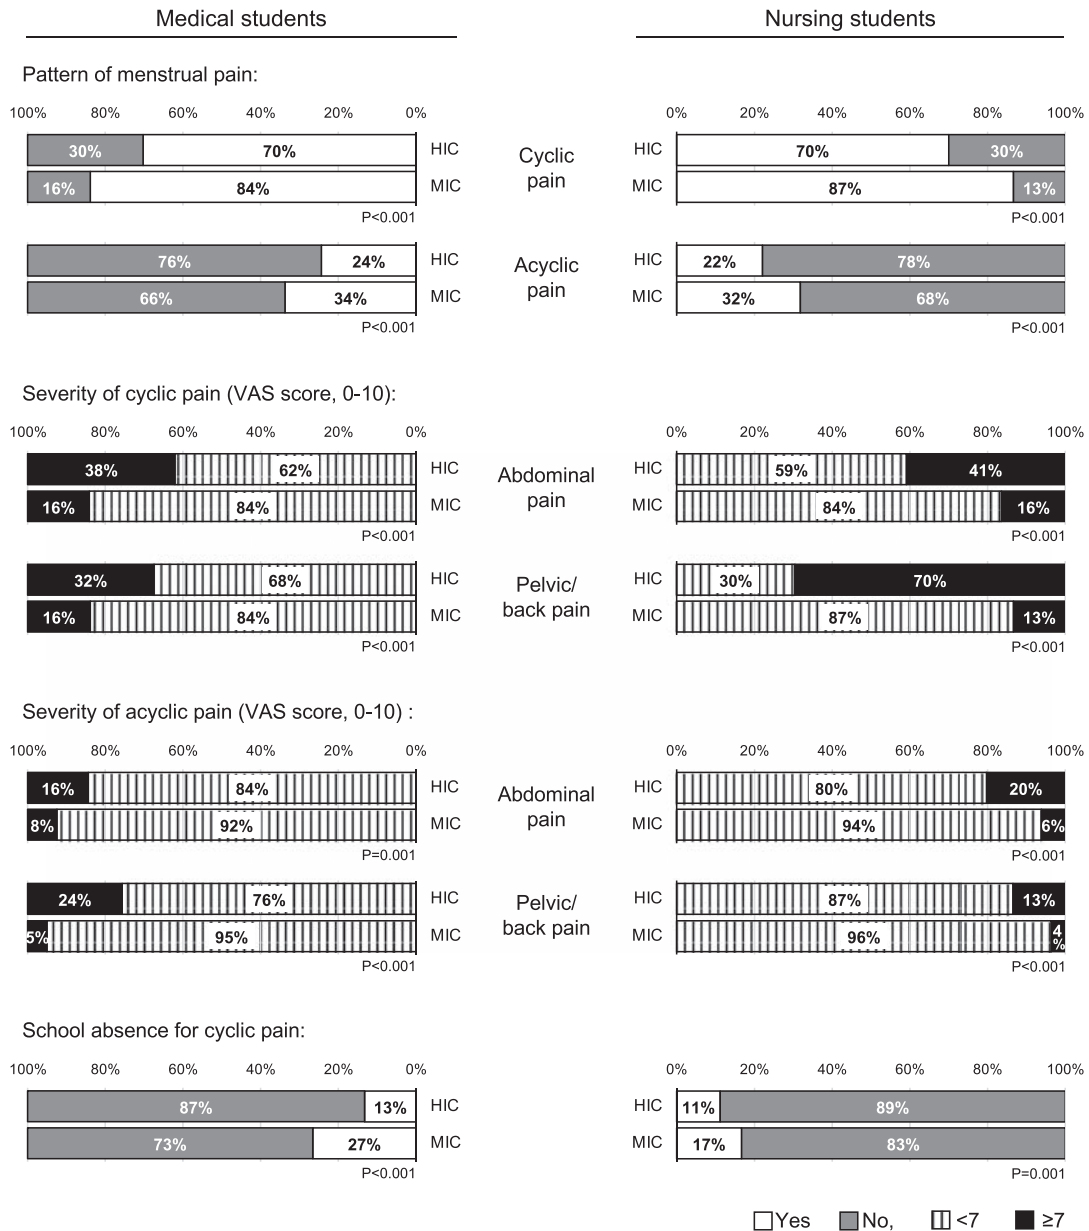 Medical students Nursing students
Pattern of menstrual pain:
100% 80% 60% 40% 20% 0% 0% 20% 40% 60% 80% 100%
30% 70% HIC Cyclic pain HIC 70% 30%
16% 84% MIC MIC 87% 13%
P<0.001 P<0.001
76% 24% HIC Acyclic pain HIC 22% 78%
66% 34% MIC MIC 32% 68%
P<0.001 P<0.001
Severity of cyclic pain (VAS score, 0-10):
100% 80% 60% 40% 20% 0% 0% 20% 40% 60% 80% 100%
38% 62% HIC Abdominal pain HIC 59% 41%
16% 84% MIC MIC 84% 16%
P<0.001 P<0.001
32% 68% HIC Pelvic/ back pain HIC 30% 70%
16% 84% MIC MIC 87% 13%
P<0.001 P<0.001
Severity of acyclic pain (VAS score, 0-10) :
100% 80% 60% 40% 20% 0% 0% 20% 40% 60% 80% 100%
16% 84% HIC Abdominal pain HIC 80% 20%
8% 92% MIC MIC 94% 6%
P=0.001 P<0.001
24% 76% HIC Pelvic/ back pain HIC 87% 13%
5% 95% MIC MIC 96% 4%
P<0.001 P<0.001
School absence for cyclic pain:
100% 80% 60% 40% 20% 0% 0% 20% 40% 60% 80% 100%
87% 13% HIC HIC 11% 89%
73% 27% MIC MIC 17% 83%
P<0.001 P=0.001
Yes No, <7 ≥7